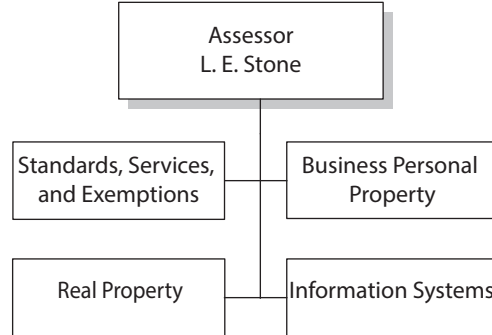 Assessor
L. E. Stone
Standards, Services,
and Exemptions
Business Personal
Property
Real Property
Information Systems